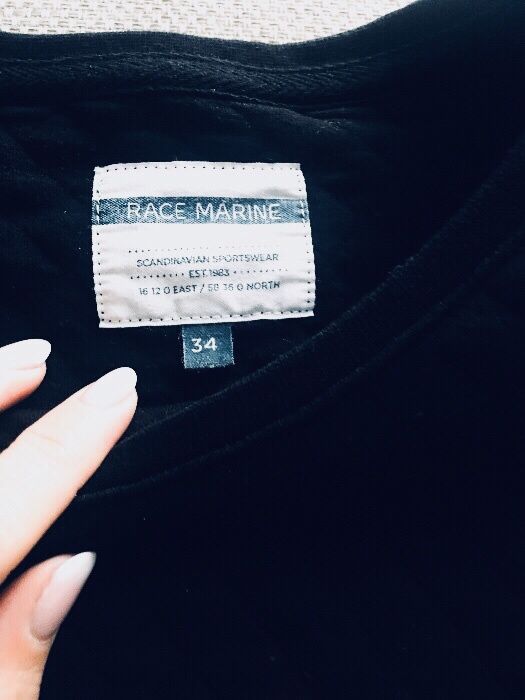 RACE MARINE
SCANDINAVIAN SPORTSWEAR
EST 1983
16 12 0 EAST / 58 36 0 NORTH
34